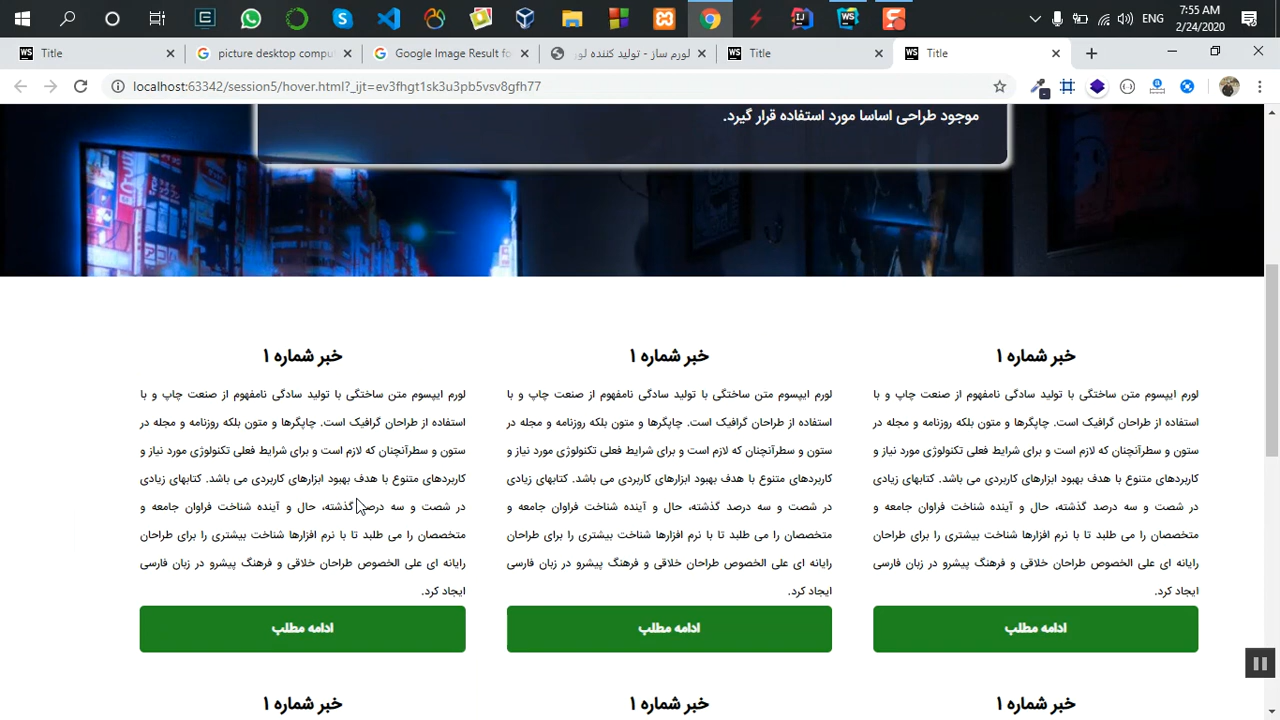 ENG
7:55 AM
2/24/2020
Title
picture desktop compu
Google Image Result fo
لورم ساز - تولید کننده لور
Title
Title
localhost:63342/session5/hover.html?_ijt=ev3fhgt1sk3u3pb5vsv8gfh77
موجود طراحی اساسا مورد استفاده قرار گیرد.
خبر شماره ۱
لورم ایپسوم متن ساختگی با تولید سادگی نامفهوم از صنعت چاپ و با
استفاده از طراحان گرافیک است. چاپگرها و متون بلکه روزنامه و مجله در
ستون و سطرآنچنان که لازم است و برای شرایط فعلی تکنولوژی مورد نیاز و
کاربردهای متنوع با هدف بهبود ابزارهای کاربردی می باشد. کتابهای زیادی
در شصت و سه درصد گذشته، حال و آینده شناخت فراوان جامعه و
متخصصان را می طلبد تا با نرم افزارها شناخت بیشتری را برای طراحان
رایانه ای علی الخصوص طراحان خلاقی و فرهنگ پیشرو در زبان فارسی
ایجاد کرد.
ادامه مطلب
خبر شماره ۱
لورم ایپسوم متن ساختگی با تولید سادگی نامفهوم از صنعت چاپ و با
استفاده از طراحان گرافیک است. چاپگرها و متون بلکه روزنامه و مجله در
ستون و سطرآنچنان که لازم است و برای شرایط فعلی تکنولوژی مورد نیاز و
کاربردهای متنوع با هدف بهبود ابزارهای کاربردی می باشد. کتابهای زیادی
در شصت و سه درصد گذشته، حال و آینده شناخت فراوان جامعه و
متخصصان را می طلبد تا با نرم افزارها شناخت بیشتری را برای طراحان
رایانه ای علی الخصوص طراحان خلاقی و فرهنگ پیشرو در زبان فارسی
ایجاد کرد.
ادامه مطلب
خبر شماره ۱
لورم ایپسوم متن ساختگی با تولید سادگی نامفهوم از صنعت چاپ و با
استفاده از طراحان گرافیک است. چاپگرها و متون بلکه روزنامه و مجله در
ستون و سطرآنچنان که لازم است و برای شرایط فعلی تکنولوژی مورد نیاز و
کاربردهای متنوع با هدف بهبود ابزارهای کاربردی می باشد. کتابهای زیادی
در شصت و سه درصد گذشته، حال و آینده شناخت فراوان جامعه و
متخصصان را می طلبد تا با نرم افزارها شناخت بیشتری را برای طراحان
رایانه ای علی الخصوص طراحان خلاقی و فرهنگ پیشرو در زبان فارسی
ایجاد کرد.
ادامه مطلب
خبر شماره ۱
خبر شماره ۱
خبر شماره ۱